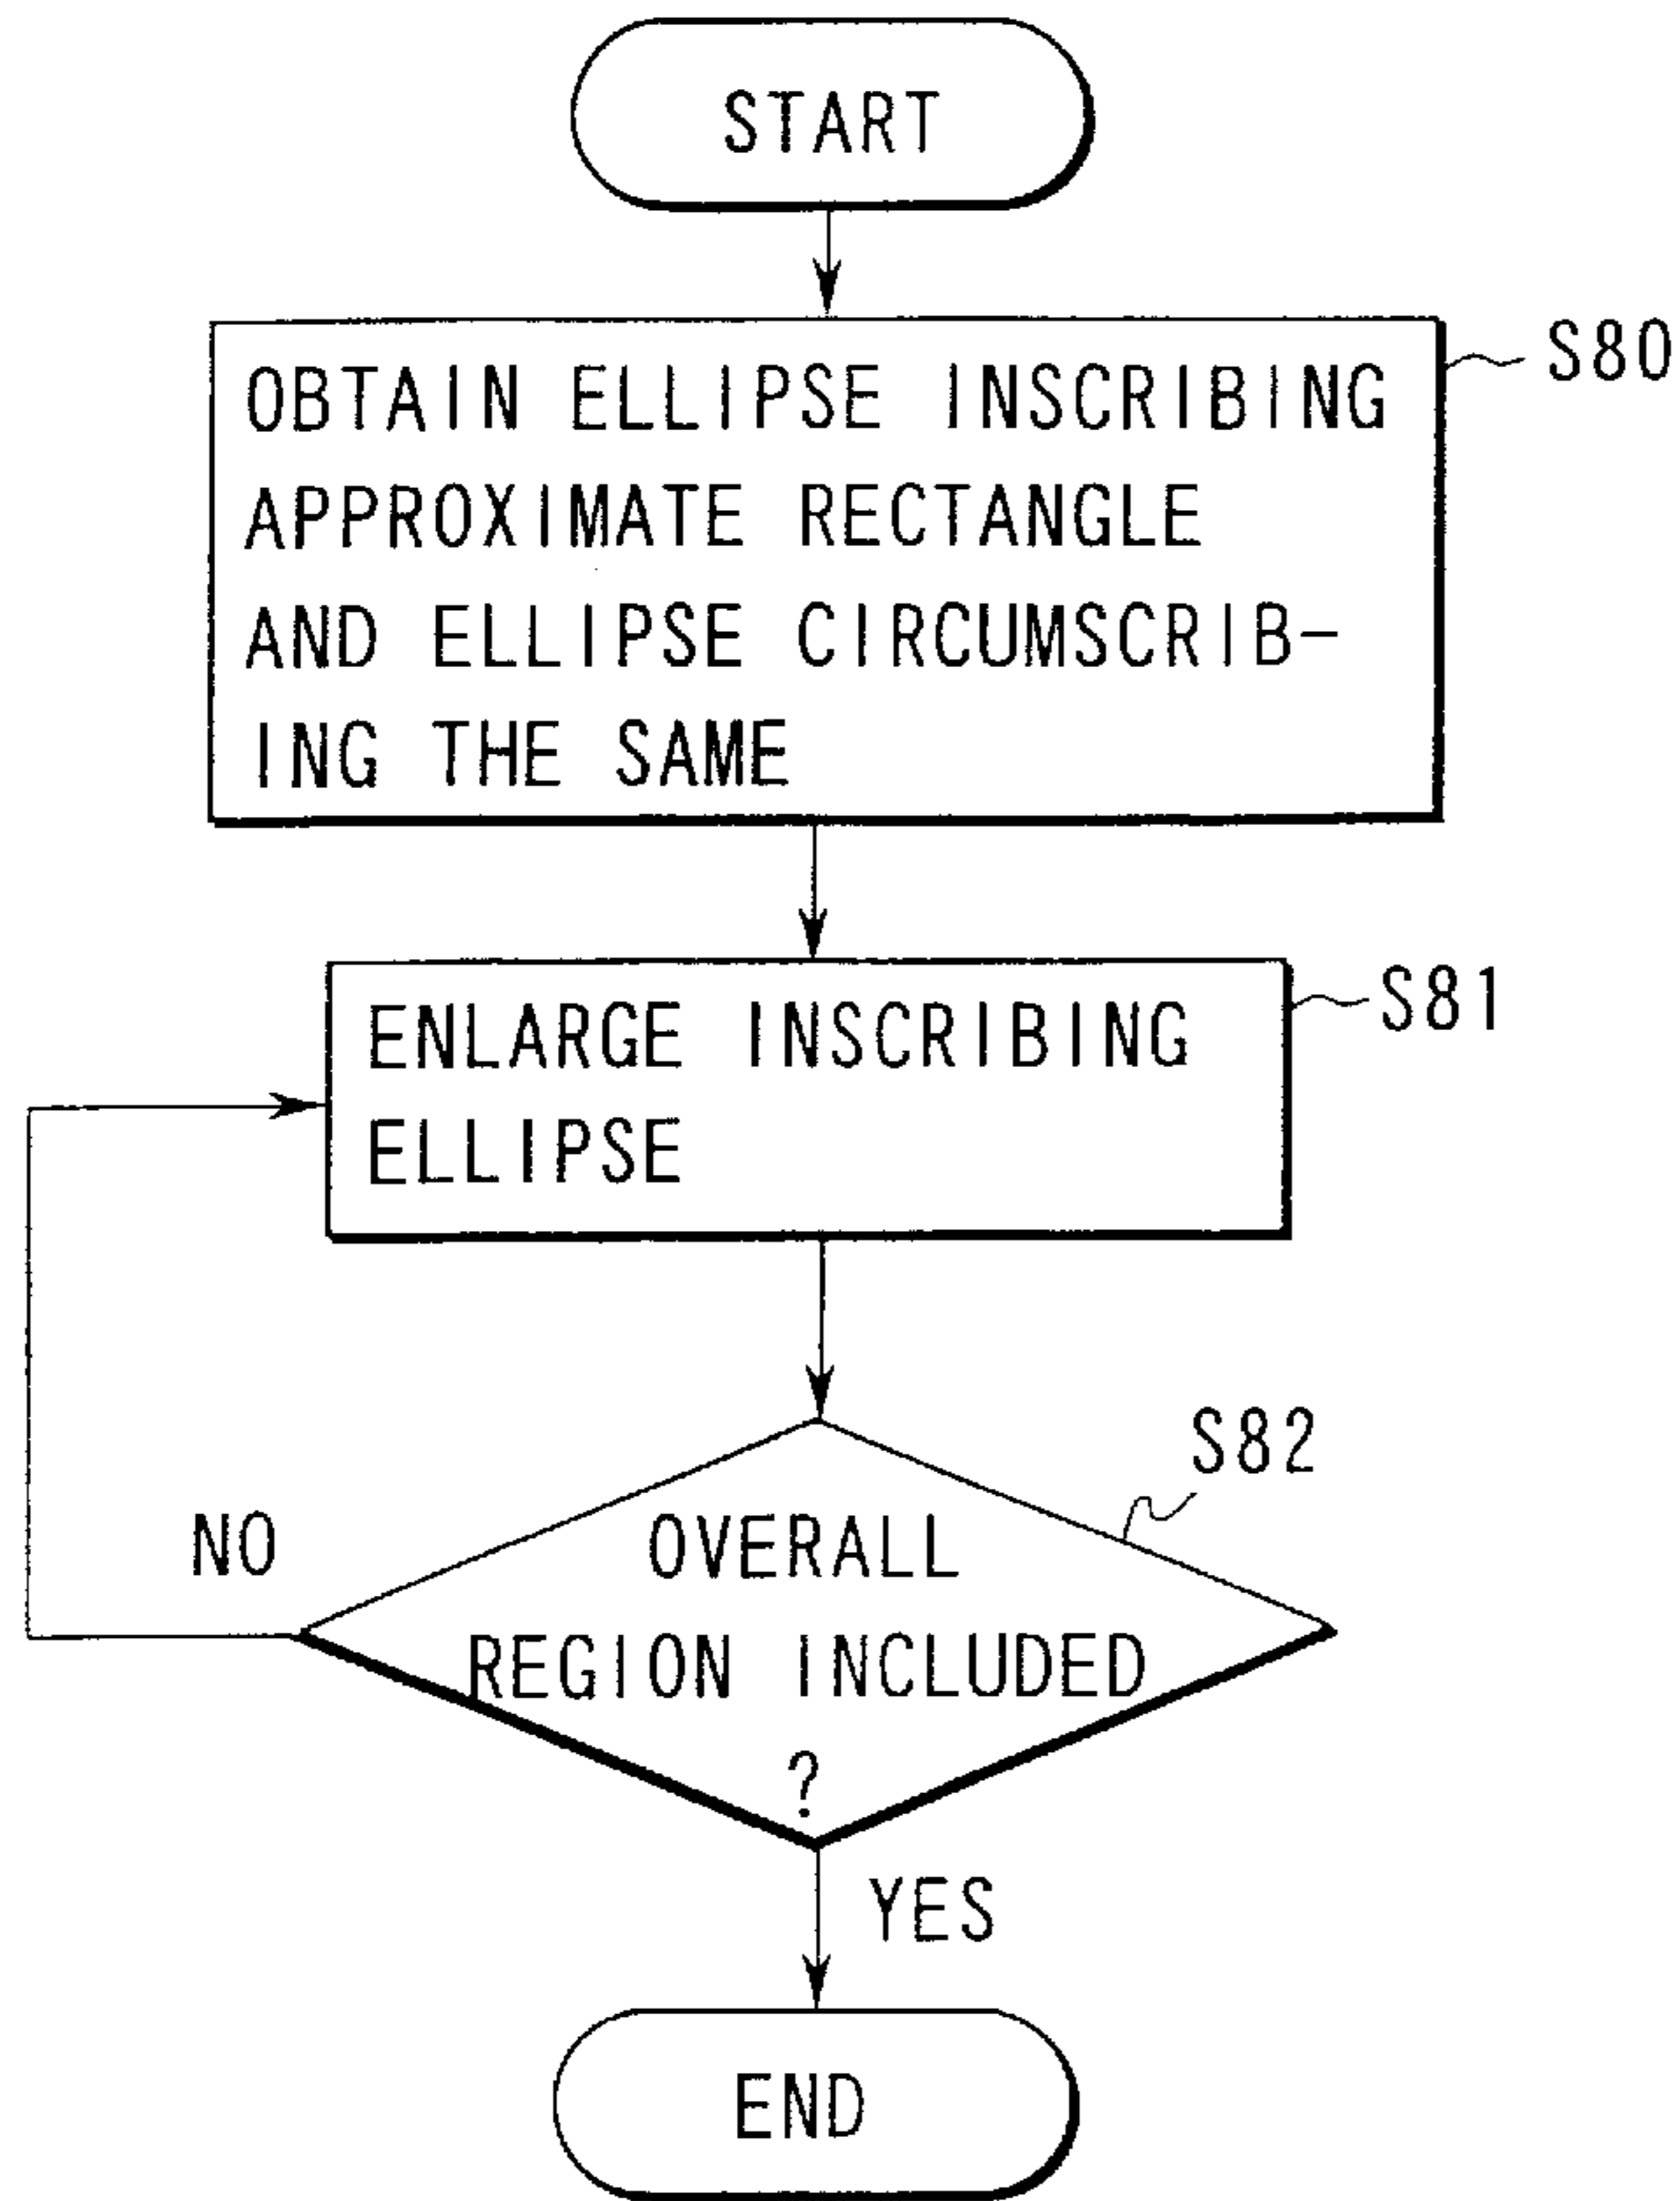 START
OBTAIN ELLIPSE INSCRIBING
APPROXIMATE RECTANGLE
AND ELLIPSE CIRCUMSCRIB-
ING THE SAME
S80
ENLARGE INSCRIBING
ELLIPSE
S81
S82
NO
OVERALL
REGION INCLUDED
?
YES
END